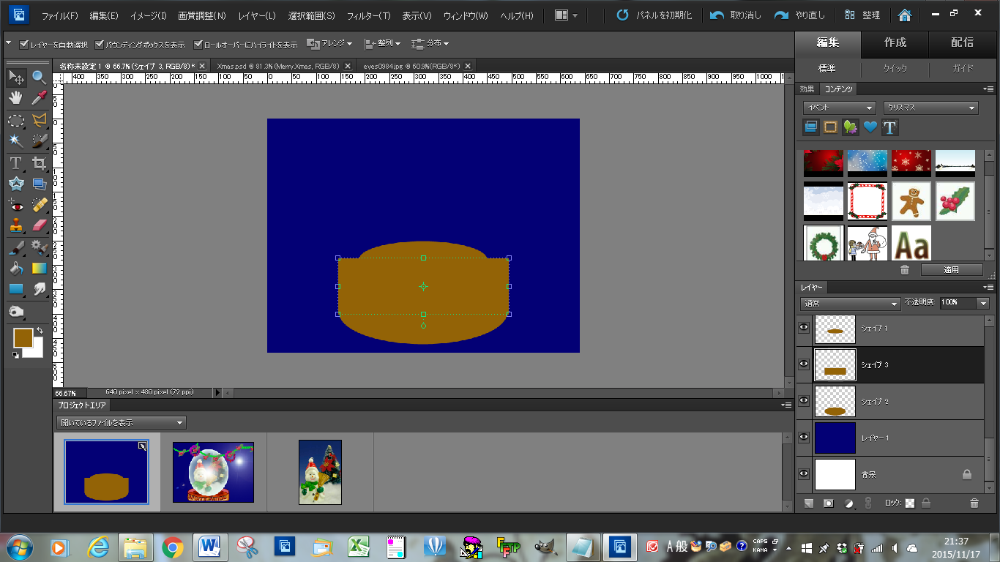 ファイル(F) 編集(E) イメージ(I) 画質調整(N) レイヤー(L) 選択範囲(S) フィルター(T) 表示(V) ウィンドウ(W) ヘルプ(H) パネルを初期化 取り消し やり直し 整理
レイヤーを自動選択 バウンディングボックスを表示 ロールオーバーにハイライトを表示 アレンジ 整列 分布
編集 作成 配信
標準 クイック ガイド
名称未設定 1 @ 66.7% (シェイプ 3, RGB/8) * Xmas.psd @ 81.3% (Merry.Xmas, RGB/8) eyes0984.jpg @ 60.9%(RGB/8*)
400 350 300 250 200 150 100 50 0 50 100 150 200 250 300 350 400 450 500 550 600 650 700 750 800 850 900 950 1000
0 50 100 150 200 250 300 350 400 450 500
効果 コンテンツ
イベント クリスマス
T
Aa
適用
レイヤー
通常 不透明度: 100%
シェイプ 1
シェイプ 3
シェイプ 2
レイヤー 1
背景
ロック:
66.67% 640 pixel x 480 pixel (72 ppi)
プロジェクトエリア
開いているファイルを表示
A 般 CAPS KANA
21:37
2015/11/17